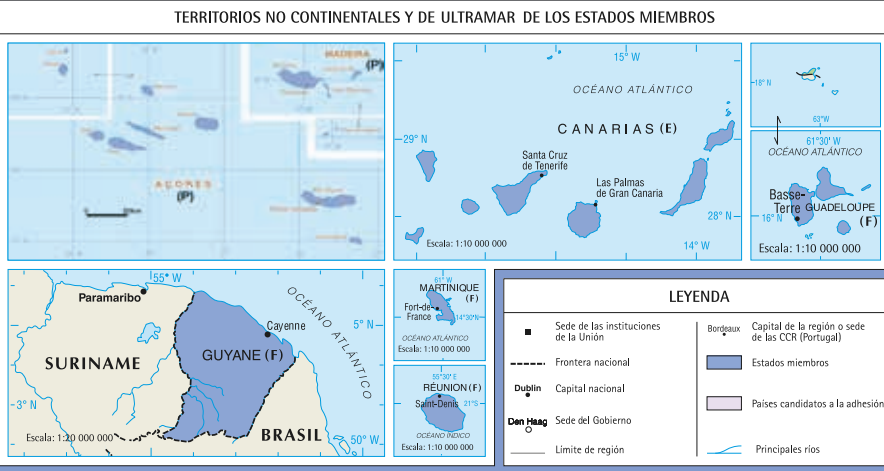 TERRITORIOS NO CONTINENTALES Y DE ULTRAMAR DE LOS ESTADOS MIEMBROS
MADEIRA
(P)
AÇORES
(P)
15° W
OCÉANO ATLÁNTICO
CANARIAS (E)
29° N
Santa Cruz
de Tenerife
Las Palmas
de Gran Canaria
28° N
14° W
Escala: 1:10 000 000
18° N
63° W
61° 30' W
OCÉANO ATLÁNTICO
Basse-
Terre
GUADELOUPE
(F)
16° N
Escala: 1:10 000 000
55° W
Paramaribo
OCÉANO ATLÁNTICO
Cayenne
5° N
GUYANE (F)
SURINAME
3° N
BRASIL
Escala: 1:20 000 000
50° W
61° W
MARTINIQUE
(F)
Fort-de-
France
14°30'N
OCÉANO ATLÁNTICO
Escala: 1:10 000 000
55°30' E
RÉUNION (F)
Saint-Denis
21°S
OCÉANO ÍNDICO
Escala: 1:10 000 000
LEYENDA
Sede de las instituciones
de la Unión
Frontera nacional
Dublin Capital nacional
Den Haag Sede del Gobierno
Límite de región
Bordeaux Capital de la región o sede
de las CCR (Portugal)
Estados miembros
Países candidatos a la adhesión
Principales ríos